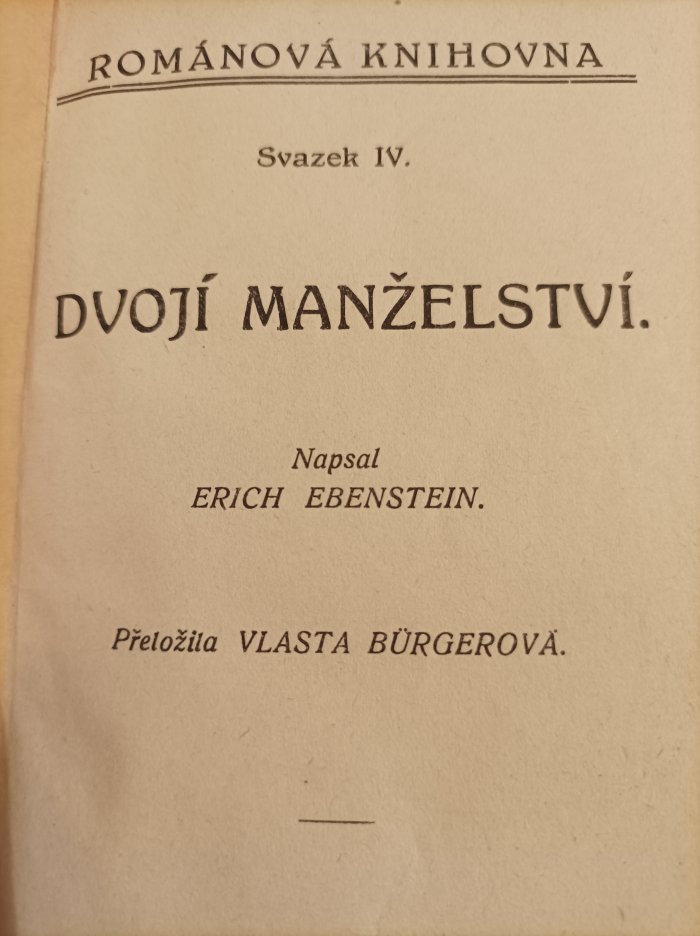 ROMÁNOVÁ KNIHOVNA
Svazek IV.
DVOJÍ MANŽELSTVÍ.
Napsal
ERICH EBENSTEIN.
Přeložila VLASTA BÜRGEROVÁ.